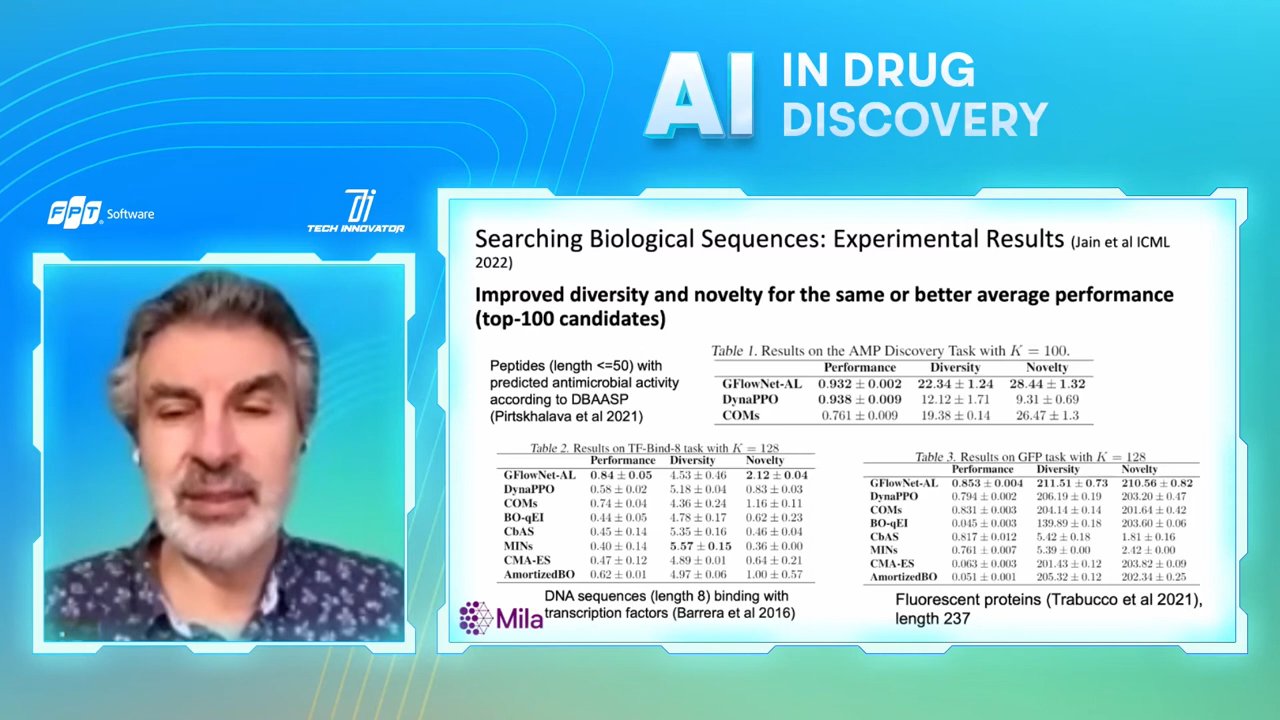 AI IN DRUG
DISCOVERY
FPT Software
TECH INNOVATOR
Searching Biological Sequences: Experimental Results (Jain et al ICML
2022)
Improved diversity and novelty for the same or better average performance
(top-100 candidates)
Peptides (length <=50) with
predicted antimicrobial activity
according to DBAASP
(Pirtskhalava et al 2021)
Table 1. Results on the AMP Discovery Task with K = 100.
Performance Diversity Novelty
GFlowNet-AL 0.932 ± 0.002 22.34 ± 1.24 28.44 ± 1.32
DynaPPO 0.938 ± 0.009 12.12 ± 1.71 9.31 ± 0.69
COMs 0.761 ± 0.009 19.38 ± 0.14 26.47 ± 1.3
Table 2. Results on TF-Bind-8 task with K = 128
Performance Diversity Novelty
GFlowNet-AL 0.84 ± 0.05 4.53 ± 0.46 2.12 ± 0.04
DynaPPO 0.58 ± 0.02 5.18 ± 0.04 0.83 ± 0.03
COMs 0.74 ± 0.04 4.36 ± 0.24 1.16 ± 0.11
BO-qEI 0.44 ± 0.05 4.78 ± 0.17 0.62 ± 0.23
CbAS 0.45 ± 0.14 5.35 ± 0.16 0.46 ± 0.04
MINs 0.40 ± 0.14 5.57 ± 0.15 0.36 ± 0.00
CMA-ES 0.47 ± 0.12 4.89 ± 0.01 0.64 ± 0.21
AmortizedBO 0.62 ± 0.01 4.97 ± 0.06 1.00 ± 0.57
DNA sequences (length 8) binding with
transcription factors (Barrera et al 2016)
Mila
Table 3. Results on GFP task with K = 128
Performance Diversity Novelty
GFlowNet-AL 0.853 ± 0.004 211.51 ± 0.73 210.56 ± 0.82
DynaPPO 0.794 ± 0.002 206.19 ± 0.19 203.20 ± 0.47
COMs 0.831 ± 0.003 204.14 ± 0.14 201.64 ± 0.42
BO-qEI 0.045 ± 0.003 139.89 ± 0.18 203.60 ± 0.06
CbAS 0.817 ± 0.012 5.42 ± 0.18 1.81 ± 0.16
MINs 0.761 ± 0.007 5.39 ± 0.00 2.42 ± 0.00
CMA-ES 0.063 ± 0.003 201.43 ± 0.12 203.82 ± 0.09
AmortizedBO 0.051 ± 0.001 205.32 ± 0.12 202.34 ± 0.25
Fluorescent proteins (Trabucco et al 2021),
length 237